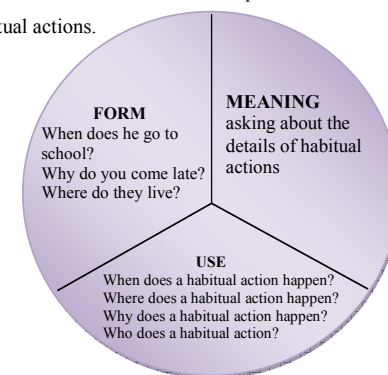 tual actions.
FORM
When does he go to
school?
Why do you come late?
Where do they live?
MEANING
asking about the
details of habitual
actions
USE
When does a habitual action happen?
Where does a habitual action happen?
Why does a habitual action happen?
Who does a habitual action?